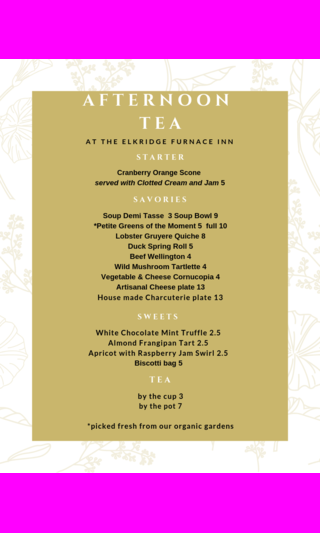 AFTERNOON
TEA
AT THE ELKRIDGE FURNACE INN
STARTER
Cranberry Orange Scone
served with Clotted Cream and Jam 5
SAVORIES
Soup Demi Tasse 3 Soup Bowl 9
*Petite Greens of the Moment 5 full 10
Lobster Gruyere Quiche 8
Duck Spring Roll 5
Beef Wellington 4
Wild Mushroom Tartlette 4
Vegetable & Cheese Cornucopia 4
Artisanal Cheese plate 13
House made Charcuterie plate 13
SWEETS
White Chocolate Mint Truffle 2.5
Almond Frangipan Tart 2.5
Apricot with Raspberry Jam Swirl 2.5
Biscotti bag 5
TEA
by the cup 3
by the pot 7
*picked fresh from our organic gardens